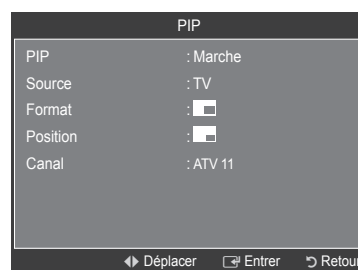 PIP
PIP : Marche
Source : TV
Format :
Position :
Canal : ATV 11
Déplacer Entrer Retour